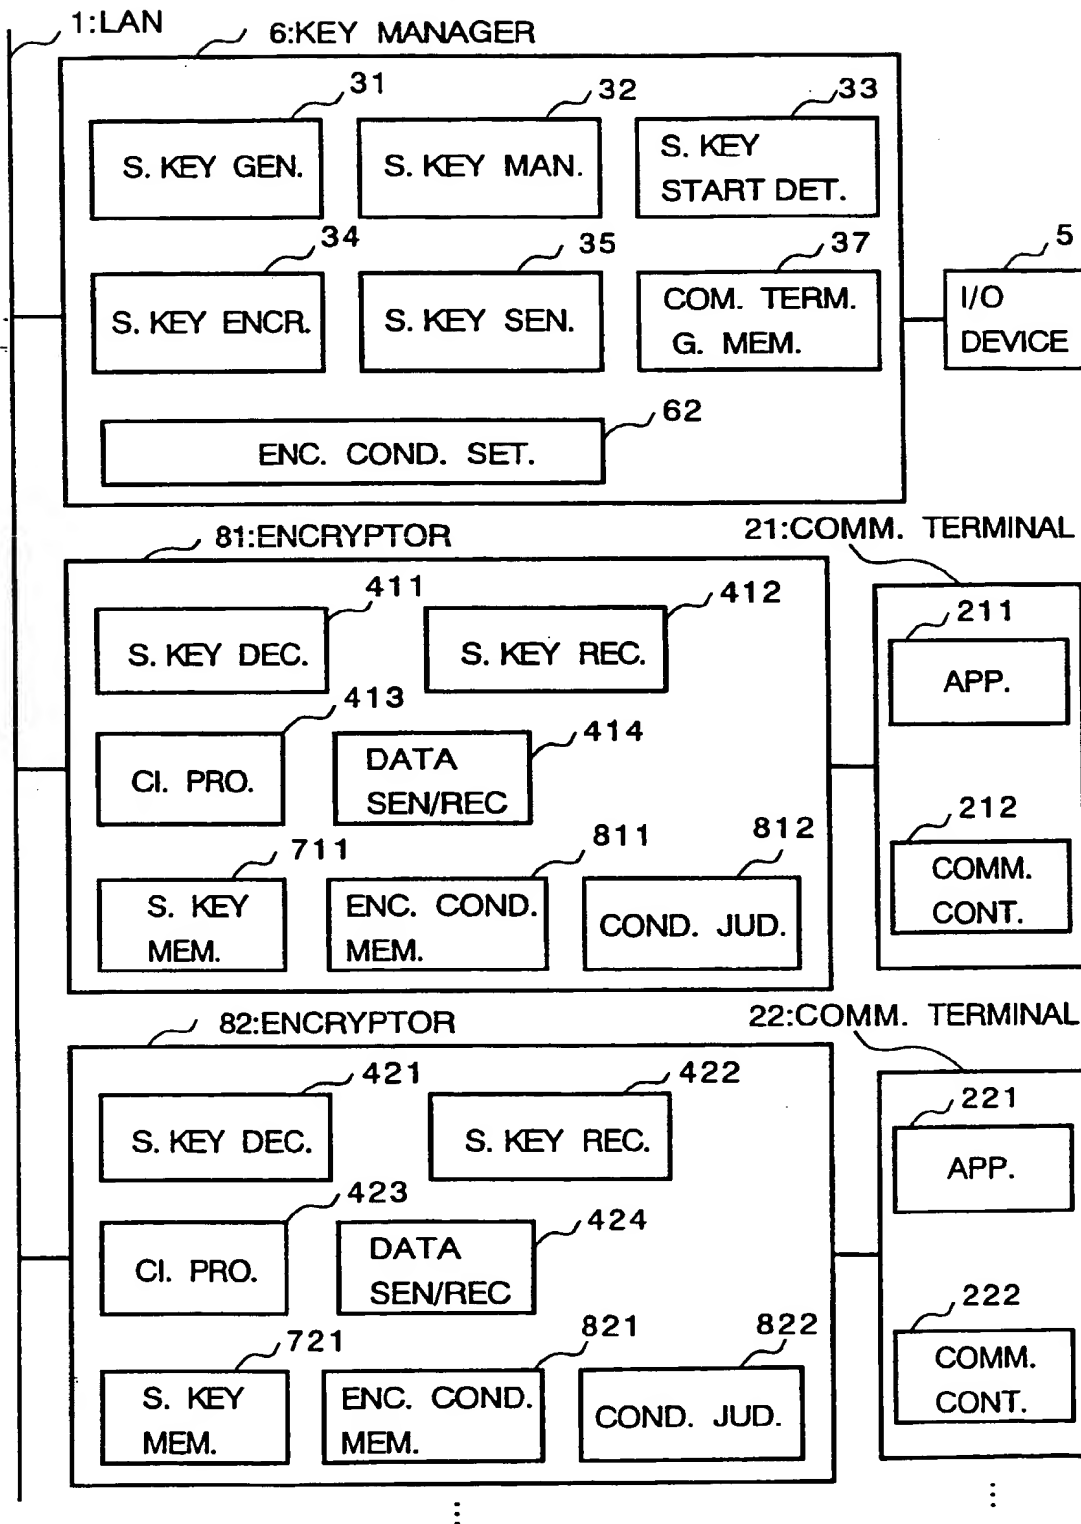 1:LAN
6:KEY MANAGER
31
32
33
S. KEY GEN.
S. KEY MAN.
S. KEY
START DET.
34
35
37
5
S. KEY ENCR.
S. KEY SEN.
COM. TERM.
G. MEM.
I/O
DEVICE
62
ENC. COND. SET.
81:ENCRYPTOR
21:COMM. TERMINAL
411
412
211
S. KEY DEC.
S. KEY REC.
APP.
413
414
CI. PRO.
DATA
SEN/REC
212
711
811
812
COMM.
CONT.
S. KEY
MEM.
ENC. COND.
MEM.
COND. JUD.
82:ENCRYPTOR
22:COMM. TERMINAL
421
422
221
S. KEY DEC.
S. KEY REC.
APP.
423
424
CI. PRO.
DATA
SEN/REC
222
721
821
822
COMM.
CONT.
S. KEY
MEM.
ENC. COND.
MEM.
COND. JUD.